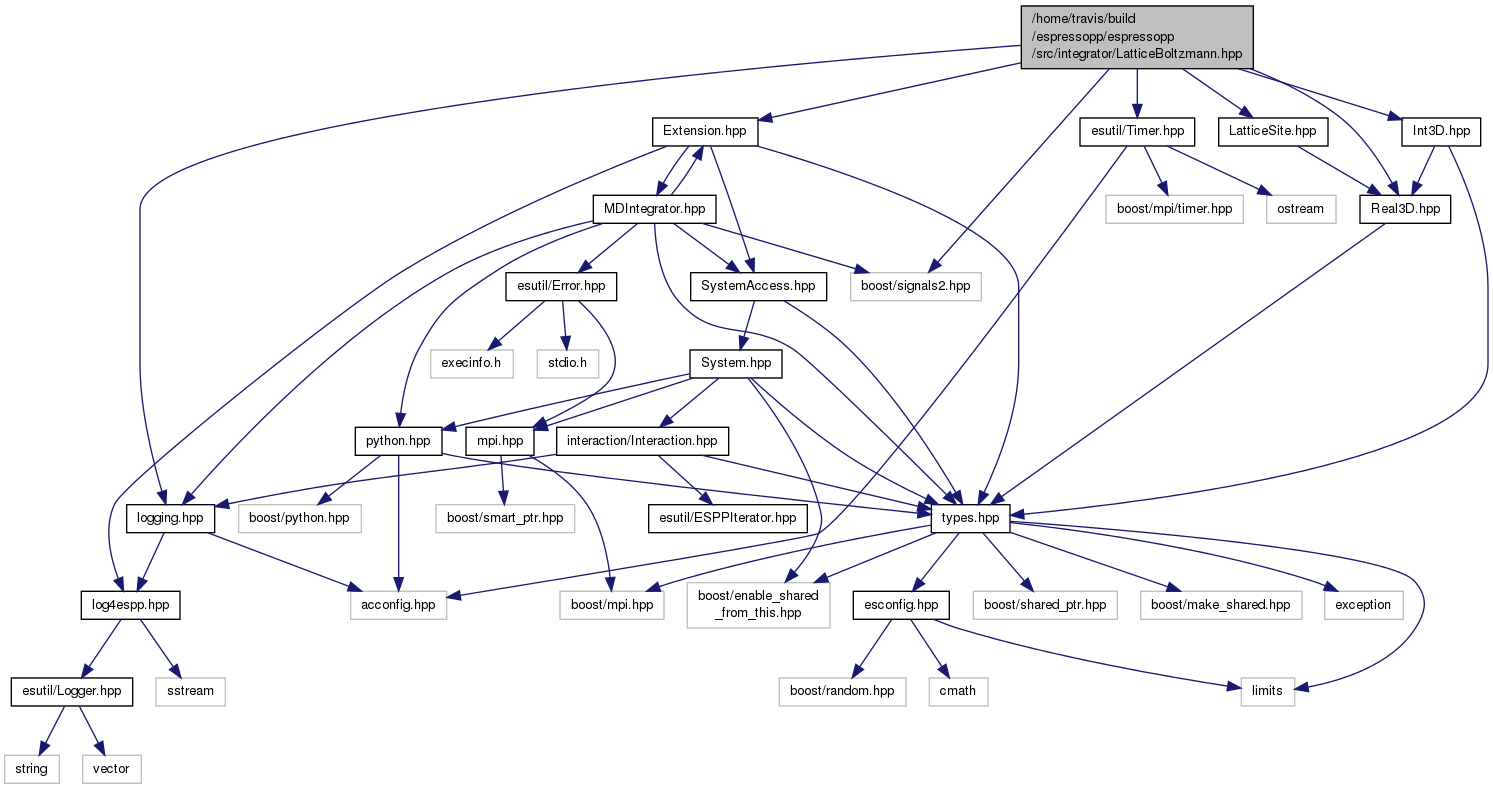 /home/travis/build
/espressopp/espressopp
/src/integrator/LatticeBoltzmann.hpp
Extension.hpp
esutil/Timer.hpp
LatticeSite.hpp
Int3D.hpp
MDIntegrator.hpp
boost/mpi/timer.hpp
ostream
Real3D.hpp
esutil/Error.hpp
SystemAccess.hpp
boost/signals2.hpp
execinfo.h
stdio.h
System.hpp
python.hpp
mpi.hpp
interaction/Interaction.hpp
logging.hpp
boost/python.hpp
boost/smart_ptr.hpp
esutil/ESPPIterator.hpp
types.hpp
log4espp.hpp
acconfig.hpp
boost/mpi.hpp
boost/enable_shared
_from_this.hpp
esconfig.hpp
boost/shared_ptr.hpp
boost/make_shared.hpp
exception
esutil/Logger.hpp
sstream
boost/random.hpp
cmath
limits
string
vector